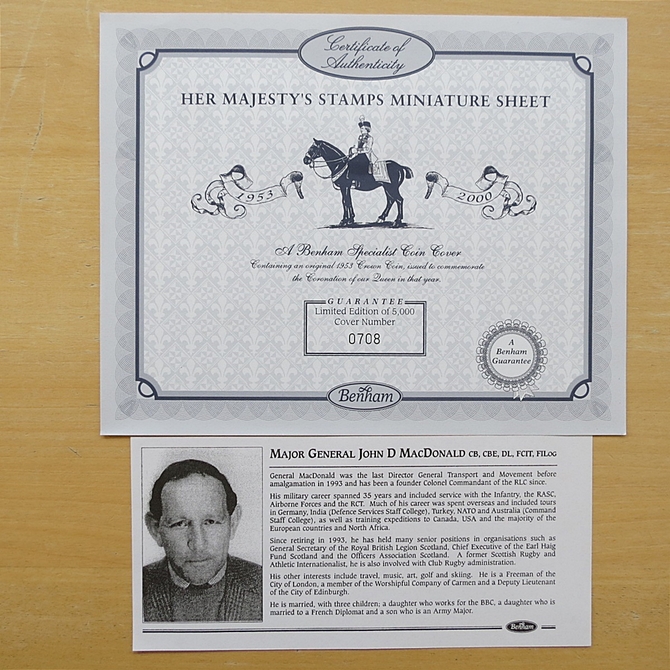 Certificate of
Authenticity
HER MAJESTY'S STAMPS MINIATURE SHEET
1953
2000
A Benham Specialist Coin Cover
Containing an original 1953 Crown Coin, issued to commemorate
the Coronation of our Queen in that year.
GUARANTEE
Limited Edition of 5,000
Cover Number
0708
A
Benham
Guarantee
Benham
MAJOR GENERAL JOHN D MACDONALD CB, CBE, DL, FCIT, FILOG
General MacDonald was the last Director General Transport and Movement before
amalgamation in 1993 and has been a founder Colonel Commandant of the RLC since.
His military career spanned 35 years and included service with the Infantry, the RASC,
Airborne Forces and the RCT. Much of his career was spent overseas and included tours
in Germany, India (Defence Services Staff College), Turkey, NATO and Australia (Command
Staff College), as well as training expeditions to Canada, USA and the majority of the
European countries and North Africa.
Since retiring in 1993, he has held many senior positions in organisations such as
General Secretary of the Royal British Legion Scotland, Chief Executive of the Earl Haig
Fund Scotland and the Officers Association Scotland. A former Scottish Rugby and
Athletic Internationalist, he is also involved with Club Rugby administration.
His other interests include travel, music, art, golf and skiing. He is a Freeman of the
City of London, a member of the Worshipful Company of Carmen and a Deputy Lieutenant
of the City of Edinburgh.
He is married, with three children; a daughter who works for the BBC, a daughter who is
married to a French Diplomat and a son who is an Army Major.
Benham